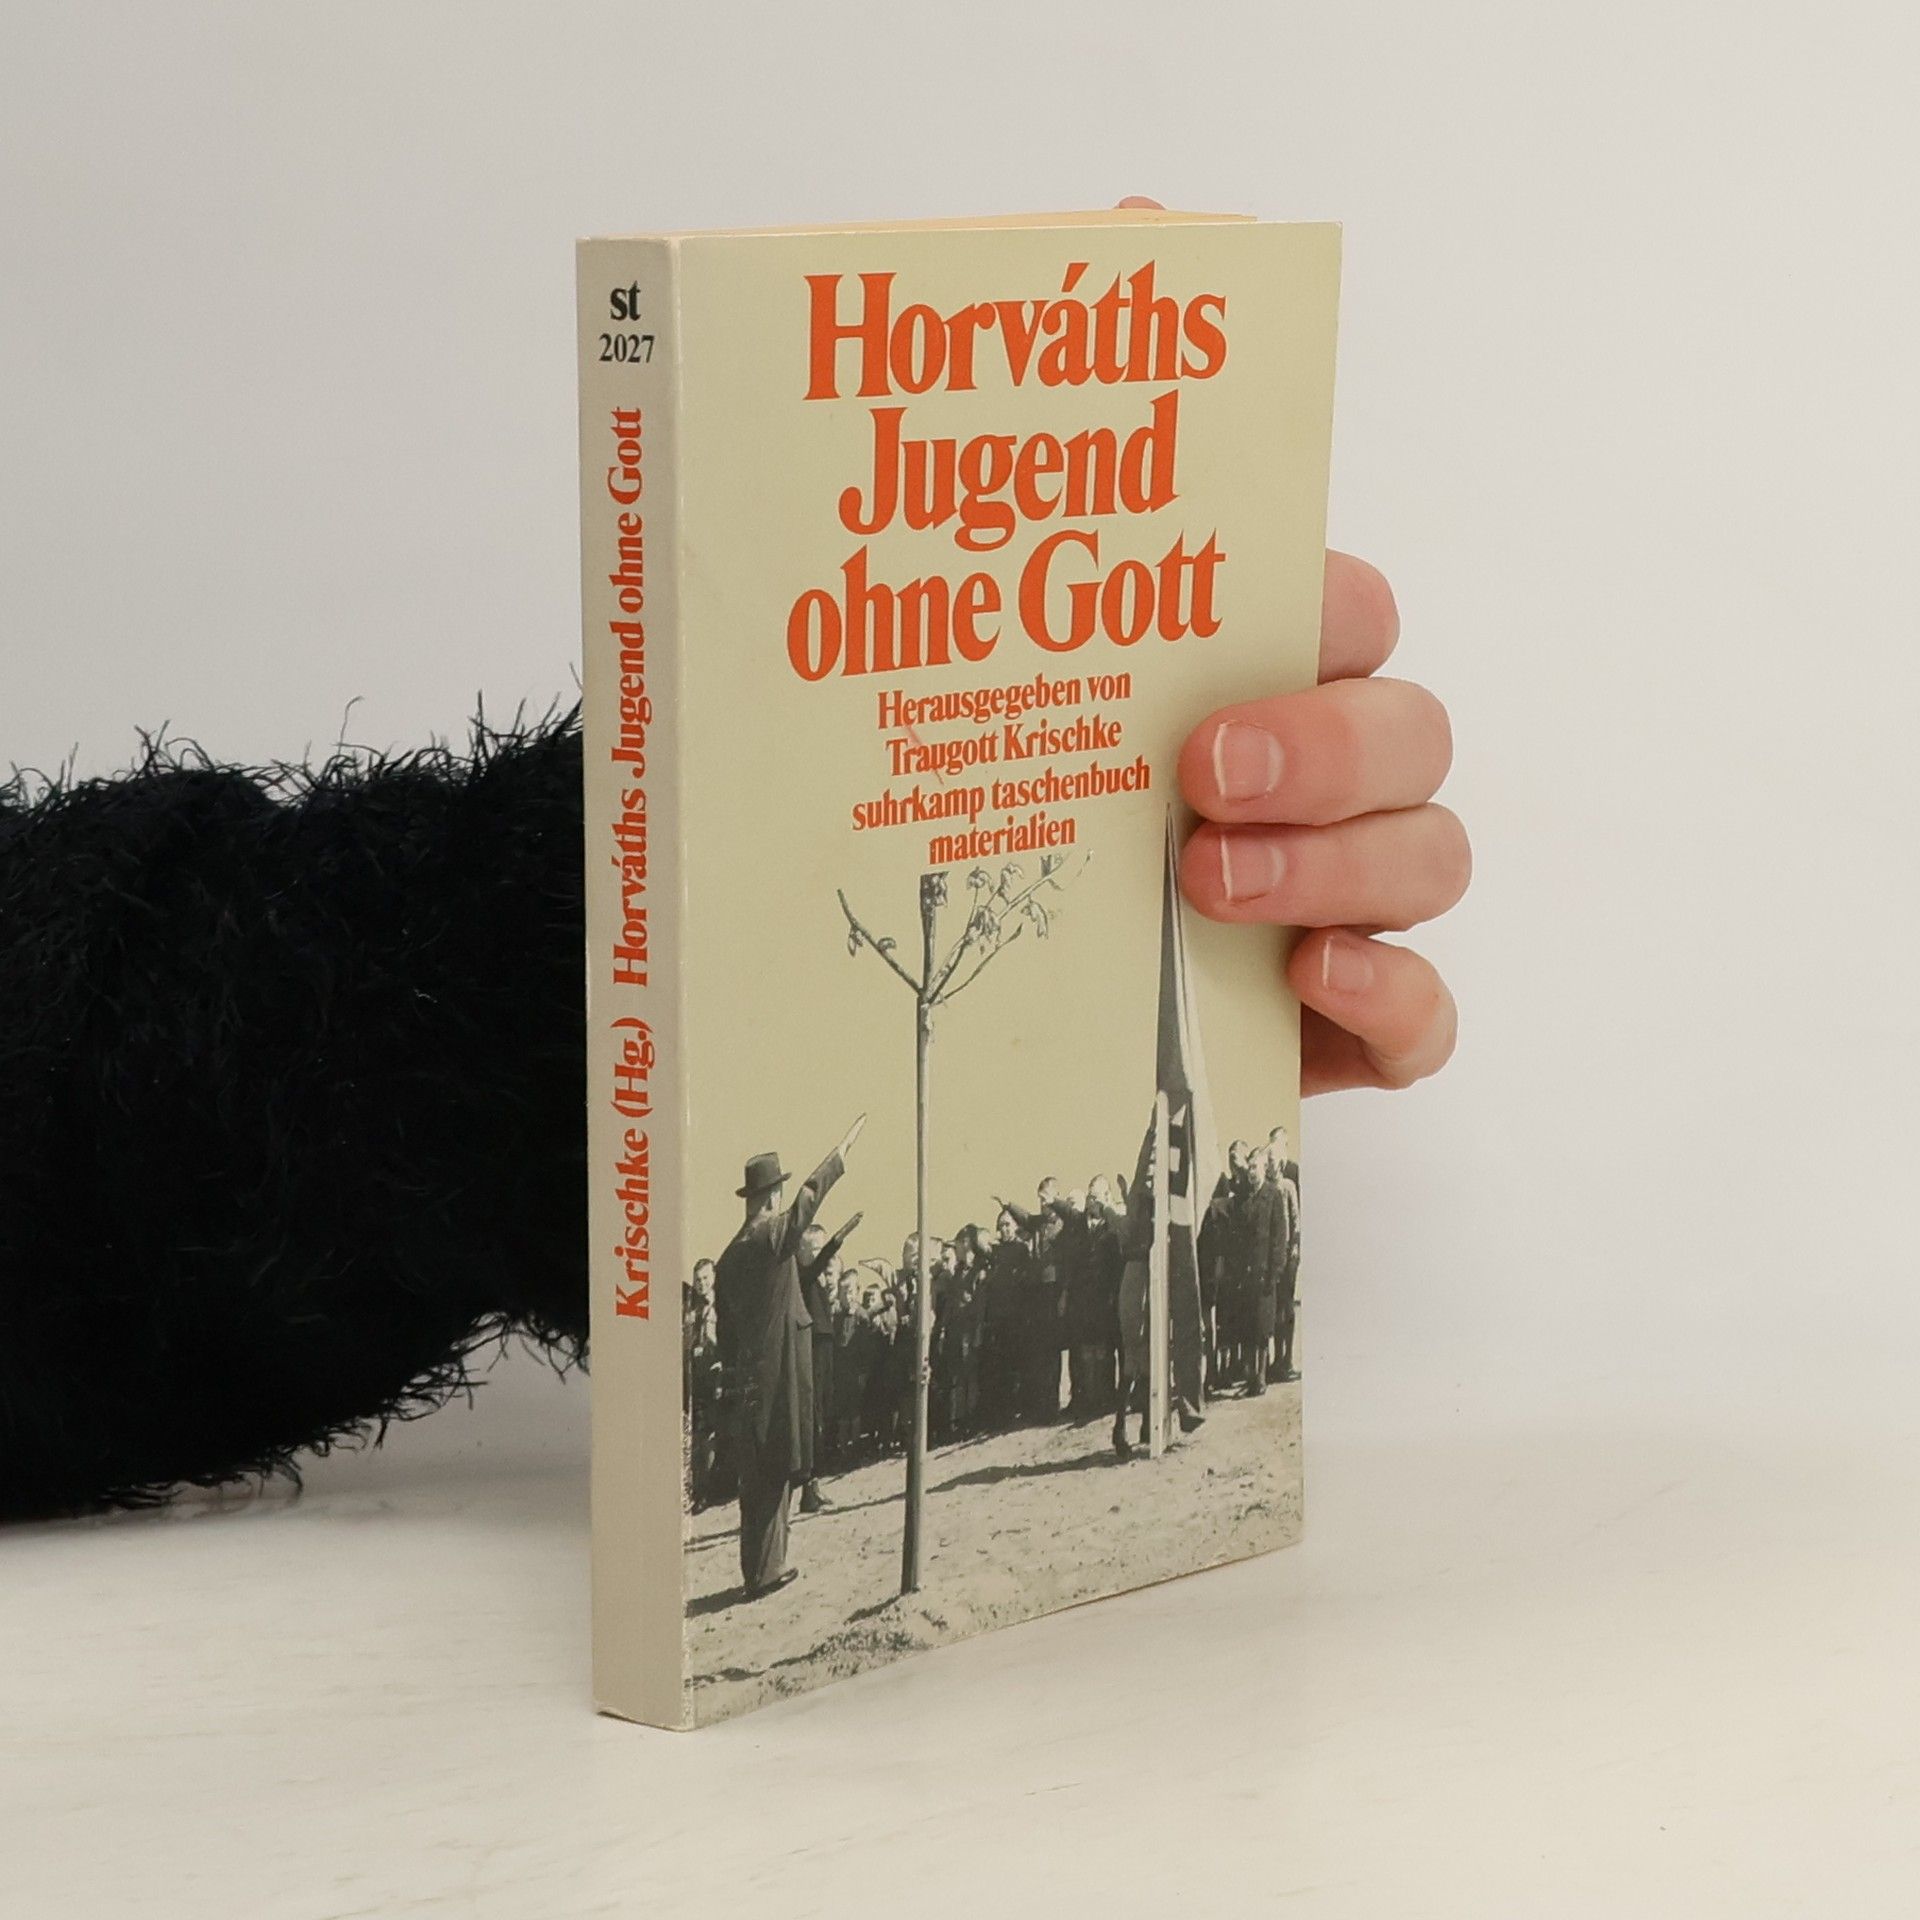 st
2027
Krischke (Hg.) Horváths Jugend ohne Gott
Horváths
Jugend
ohne Gott
Herausgegeben von
Traugott Krischke
suhrkamp taschenbuch
materialien